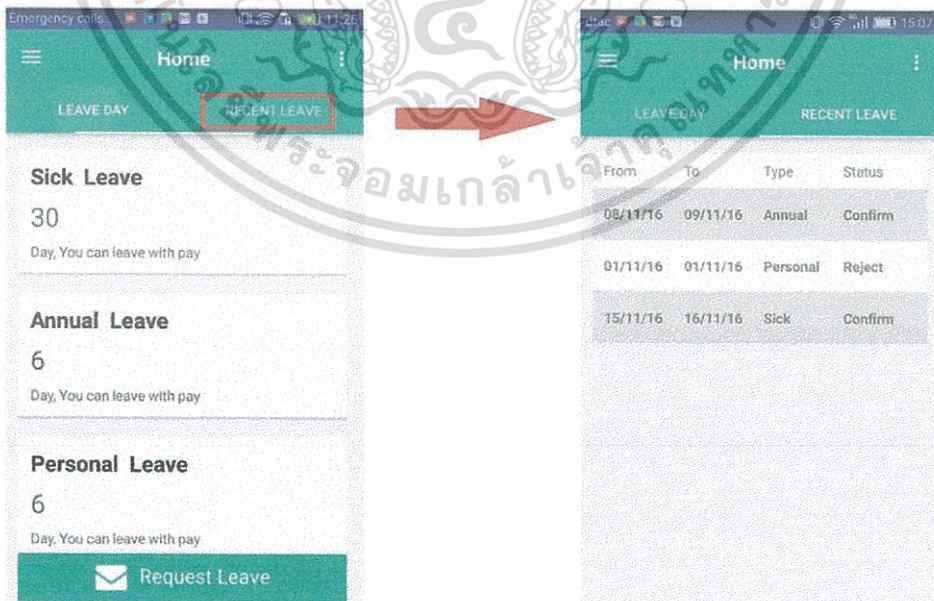 Emergency calls... 11:25
Home
LEAVE DAY RECENT LEAVE
Sick Leave
30
Day, You can leave with pay
Annual Leave
6
Day, You can leave with pay
Personal Leave
6
Day, You can leave with pay
Request Leave
dtac 15:07
Home
LEAVE DAY RECENT LEAVE
From To Type Status
08/11/16 09/11/16 Annual Confirm
01/11/16 01/11/16 Personal Reject
15/11/16 16/11/16 Sick Confirm
พระจอมเกล้าเจ้าคุณทหาร